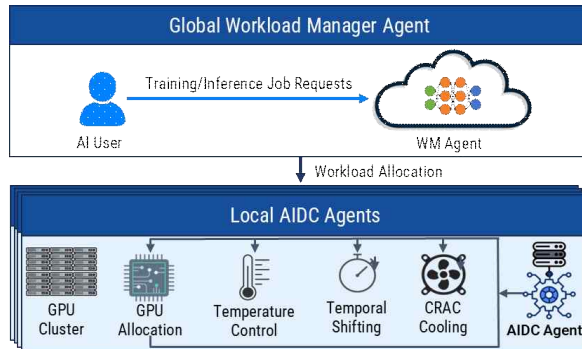 Global Workload Manager Agent
Training/Inference Job Requests
AI User
WM Agent
Workload Allocation
Local AIDC Agents
GPU
Cluster
GPU
Allocation
Temperature
Control
Temporal
Shifting
CRAC
Cooling
AIDC Agent